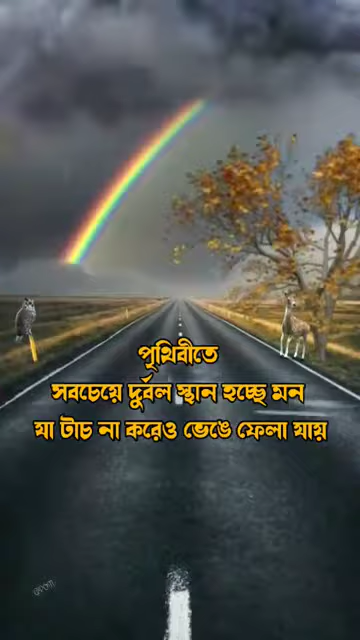 পৃথিবীতে
সবচেয়ে দুর্বল স্থান হচ্ছে মন
যা টাচ না করেও ভেঙে ফেলা যায়